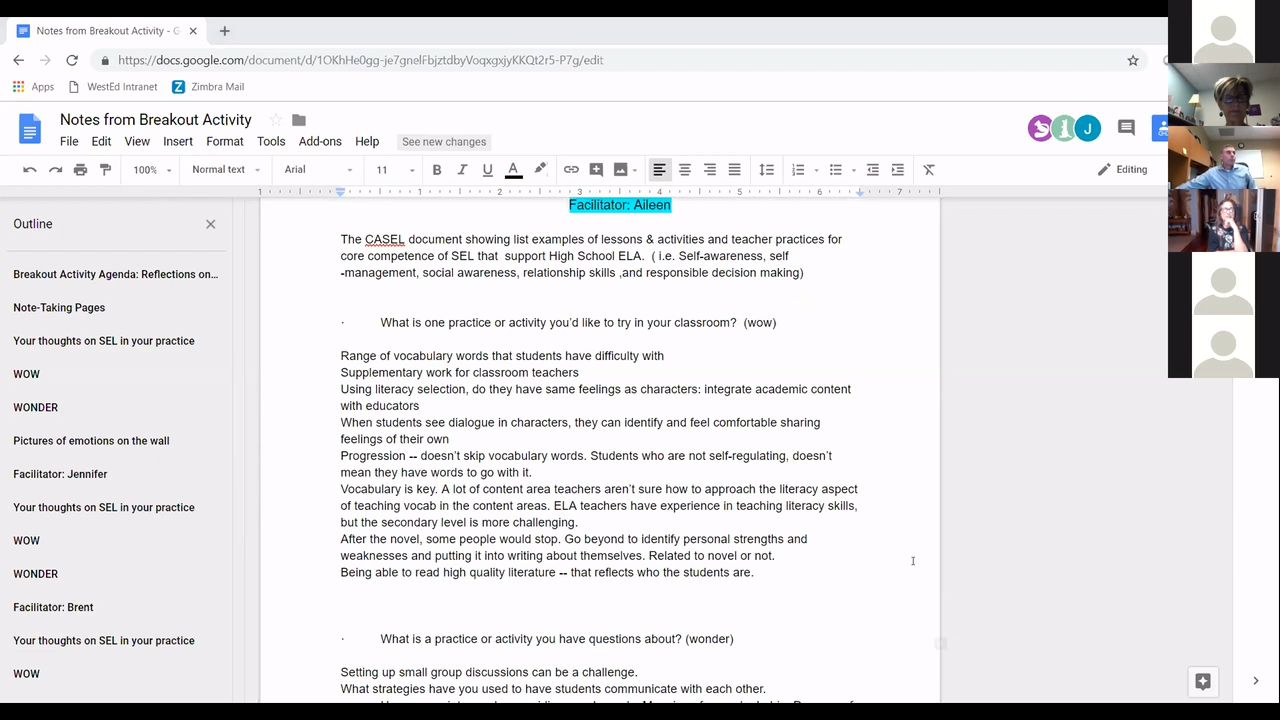 Notes from Breakout Activity - G
https://docs.google.com/document/d/1OKhHe0gg-je7gnelFbjztdbyVoqxgxjyKKQt2r5-P7g/edit
Apps WestEd Intranet Zimbra Mail
Notes from Breakout Activity
File Edit View Insert Format Tools Add-ons Help See new changes
J
100% Normal text Arial 11 B I U A Editing
1 1 2 3 4 5 6 7
Outline
Breakout Activity Agenda: Reflections on...
Note-Taking Pages
Your thoughts on SEL in your practice
WOW
WONDER
Pictures of emotions on the wall
Facilitator: Jennifer
Your thoughts on SEL in your practice
WOW
WONDER
Facilitator: Brent
Your thoughts on SEL in your practice
WOW
Facilitator: Aileen
The CASEL document showing list examples of lessons & activities and teacher practices for
core competence of SEL that support High School ELA. ( i.e. Self-awareness, self
-management, social awareness, relationship skills ,and responsible decision making)
· What is one practice or activity you’d like to try in your classroom? (wow)
Range of vocabulary words that students have difficulty with
Supplementary work for classroom teachers
Using literacy selection, do they have same feelings as characters: integrate academic content
with educators
When students see dialogue in characters, they can identify and feel comfortable sharing
feelings of their own
Progression -- doesn’t skip vocabulary words. Students who are not self-regulating, doesn’t
mean they have words to go with it.
Vocabulary is key. A lot of content area teachers aren’t sure how to approach the literacy aspect
of teaching vocab in the content areas. ELA teachers have experience in teaching literacy skills,
but the secondary level is more challenging.
After the novel, some people would stop. Go beyond to identify personal strengths and
weaknesses and putting it into writing about themselves. Related to novel or not.
Being able to read high quality literature -- that reflects who the students are.
· What is a practice or activity you have questions about? (wonder)
Setting up small group discussions can be a challenge.
What strategies have you used to have students communicate with each other.